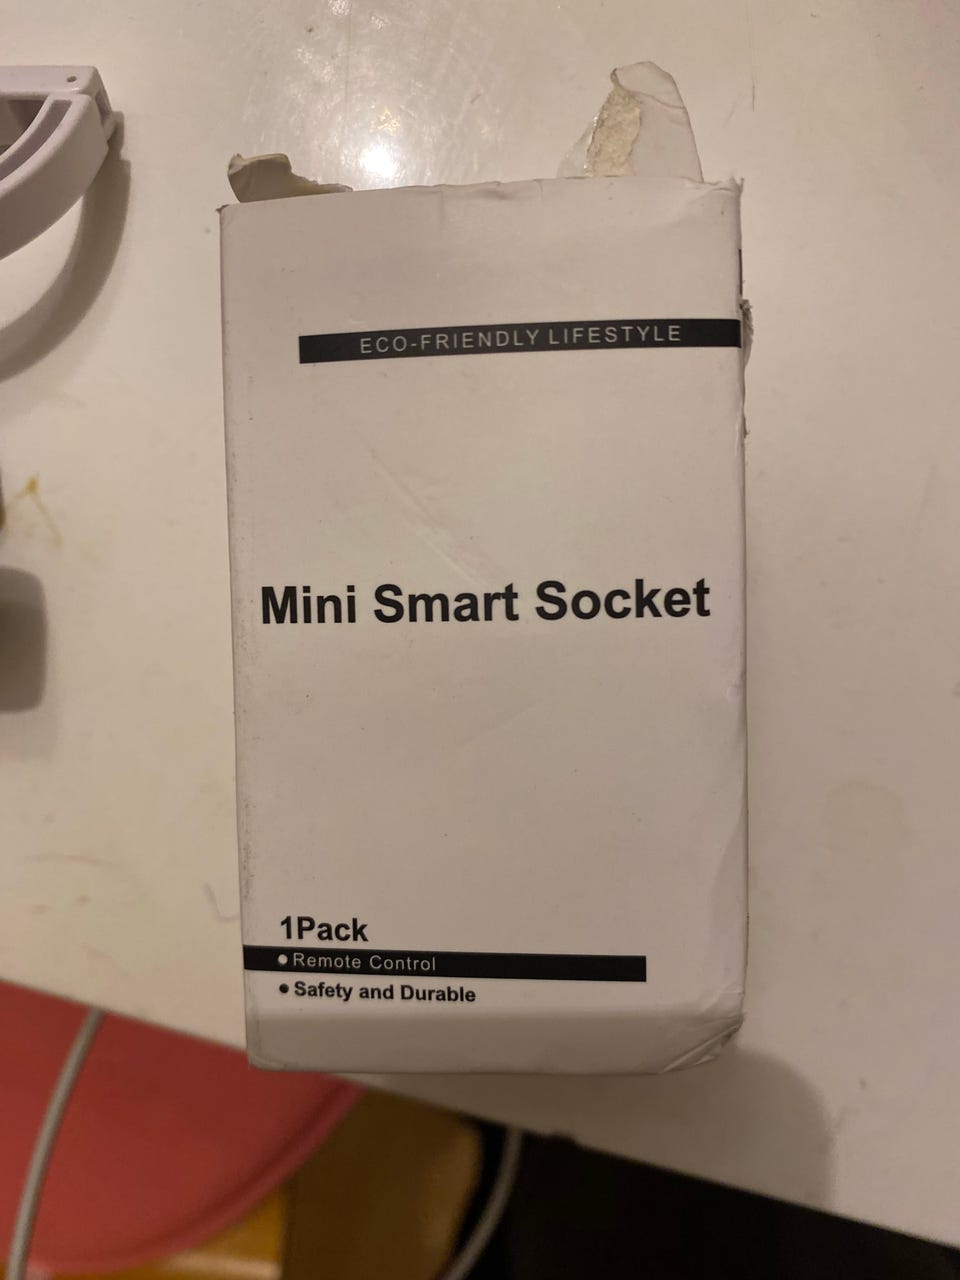 ECO-FRIENDLY LIFESTYLE
Mini Smart Socket
1Pack
• Remote Control
• Safety and Durable